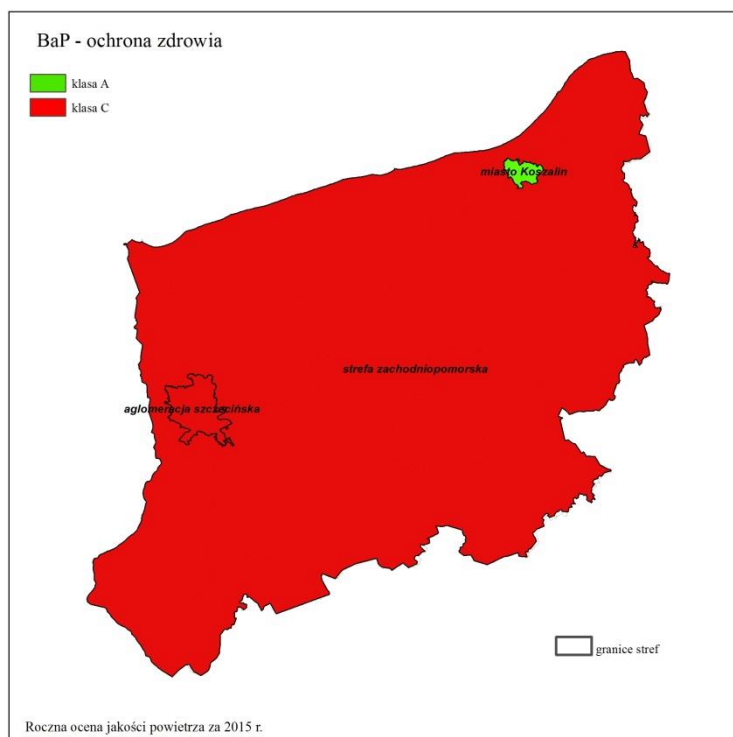 BaP - ochrona zdrowia
klasa A
klasa C
miasto Koszalin
strefa zachodniopomorska
aglomeracja szczecińska
granice stref
Roczna ocena jakości powietrza za 2015 r.